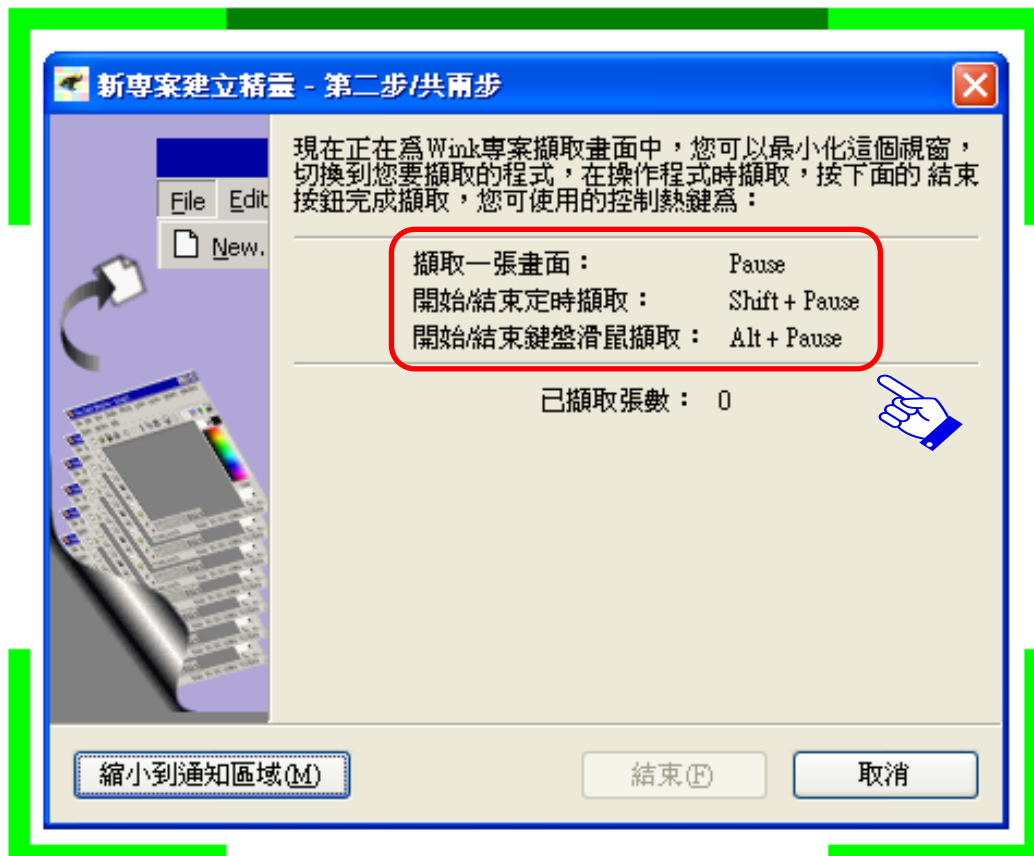 新專案建立精靈 - 第二步/共兩步
現在正在為Wink專案擷取畫面中，您可以最小化這個視窗，
切換到您要擷取的程式，在操作程式時擷取，按下面的 結束
按鈕完成擷取，您可使用的控制熱鍵為：
File Edit
New.
擷取一張畫面： Pause
開始/結束定時擷取： Shift + Pause
開始/結束鍵盤滑鼠擷取： Alt + Pause
已擷取張數： 0
縮小到通知區域(M) 結束(F) 取消